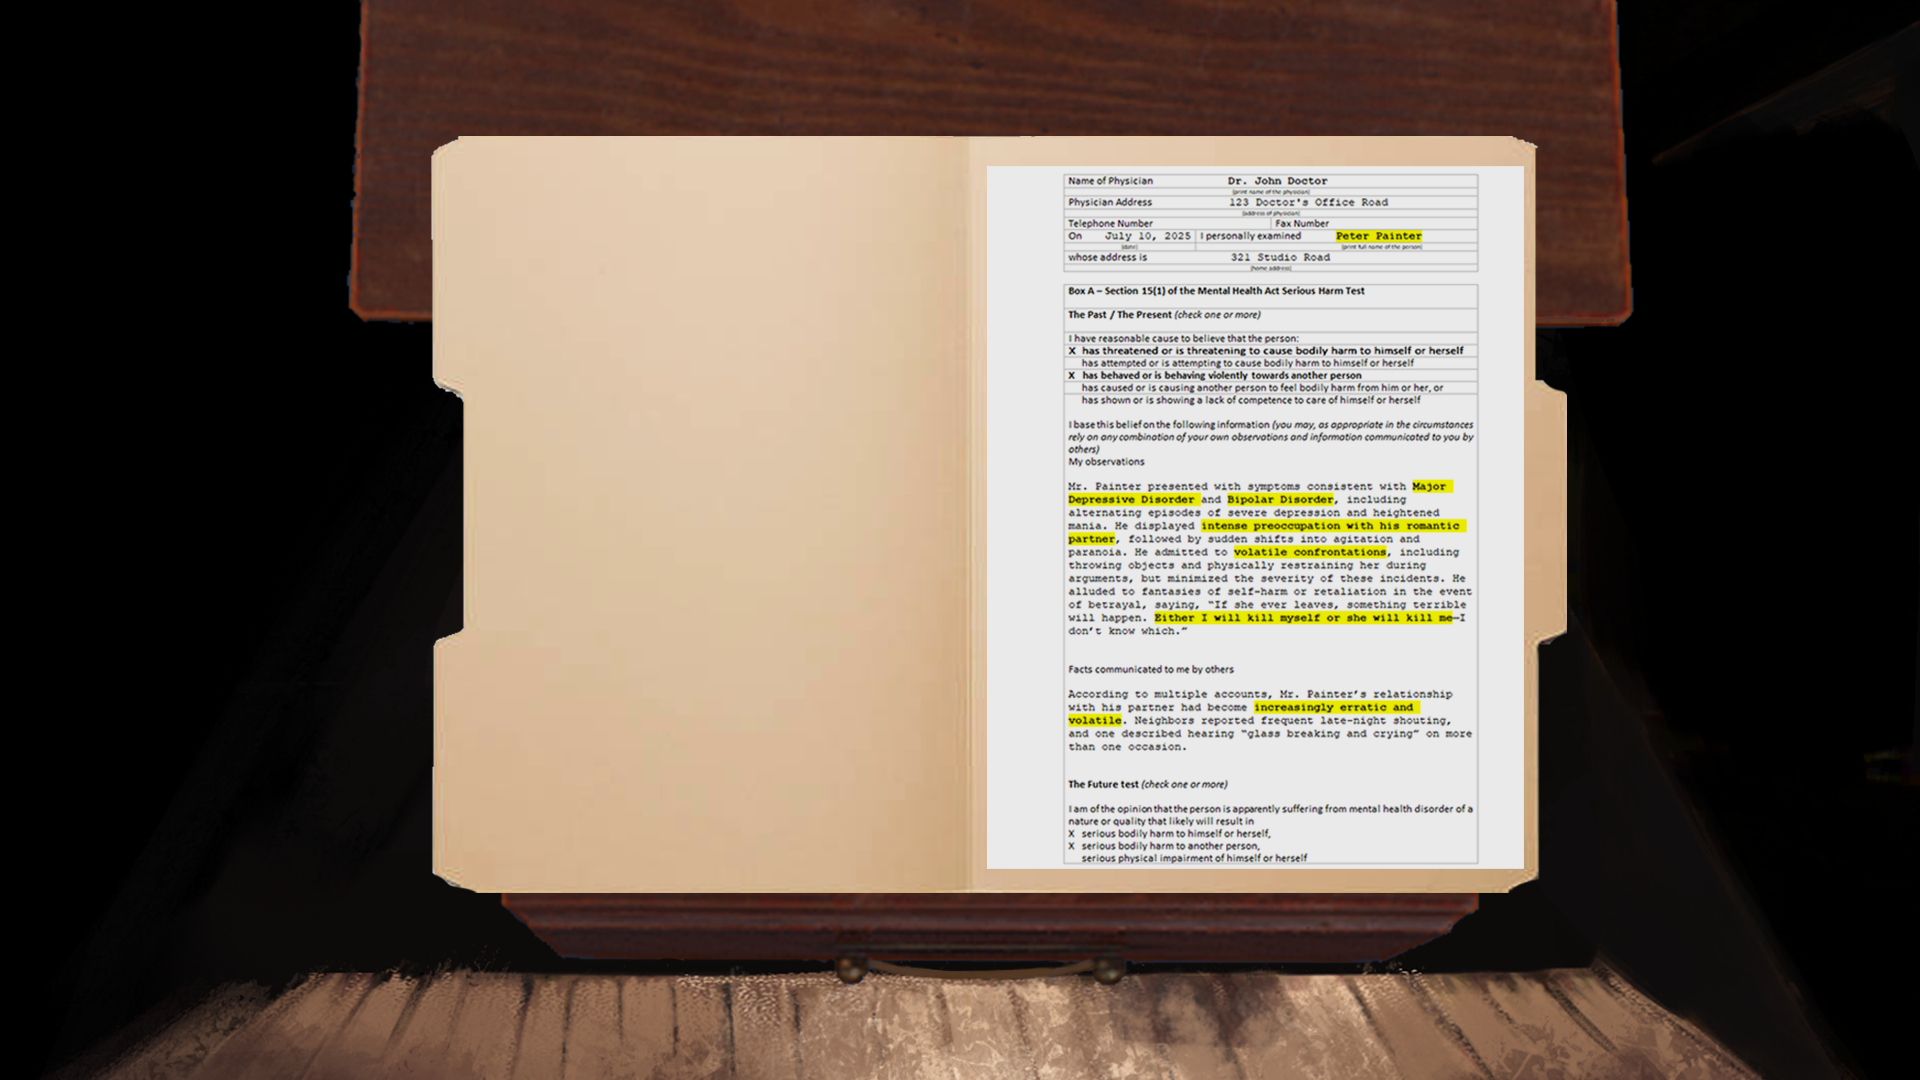 Name of Physician Dr. John Doctor
(print name of the physician)
Physician Address 123 Doctor's Office Road
(address of physician)
Telephone Number Fax Number
On July 10, 2025 I personally examined Peter Painter
(date) (print full name of the person)
whose address is 321 Studio Road
(home address)
Box A – Section 15(1) of the Mental Health Act Serious Harm Test
The Past / The Present (check one or more)
I have reasonable cause to believe that the person:
X has threatened or is threatening to cause bodily harm to himself or herself
has attempted or is attempting to cause bodily harm to himself or herself
X has behaved or is behaving violently towards another person
has caused or is causing another person to feel bodily harm from him or her, or
has shown or is showing a lack of competence to care of himself or herself
I base this belief on the following information (you may, as appropriate in the circumstances
rely on any combination of your own observations and information communicated to you by
others)
My observations
Mr. Painter presented with symptoms consistent with Major
Depressive Disorder and Bipolar Disorder, including
alternating episodes of severe depression and heightened
mania. He displayed intense preoccupation with his romantic
partner, followed by sudden shifts into agitation and
paranoia. He admitted to volatile confrontations, including
throwing objects and physically restraining her during
arguments, but minimized the severity of these incidents. He
alluded to fantasies of self-harm or retaliation in the event
of betrayal, saying, “If she ever leaves, something terrible
will happen. Either I will kill myself or she will kill me—I
don’t know which.”
Facts communicated to me by others
According to multiple accounts, Mr. Painter’s relationship
with his partner had become increasingly erratic and
volatile. Neighbors reported frequent late-night shouting,
and one described hearing “glass breaking and crying” on more
than one occasion.
The Future test (check one or more)
I am of the opinion that the person is apparently suffering from mental health disorder of a
nature or quality that likely will result in
X serious bodily harm to himself or herself,
X serious bodily harm to another person,
serious physical impairment of himself or herself